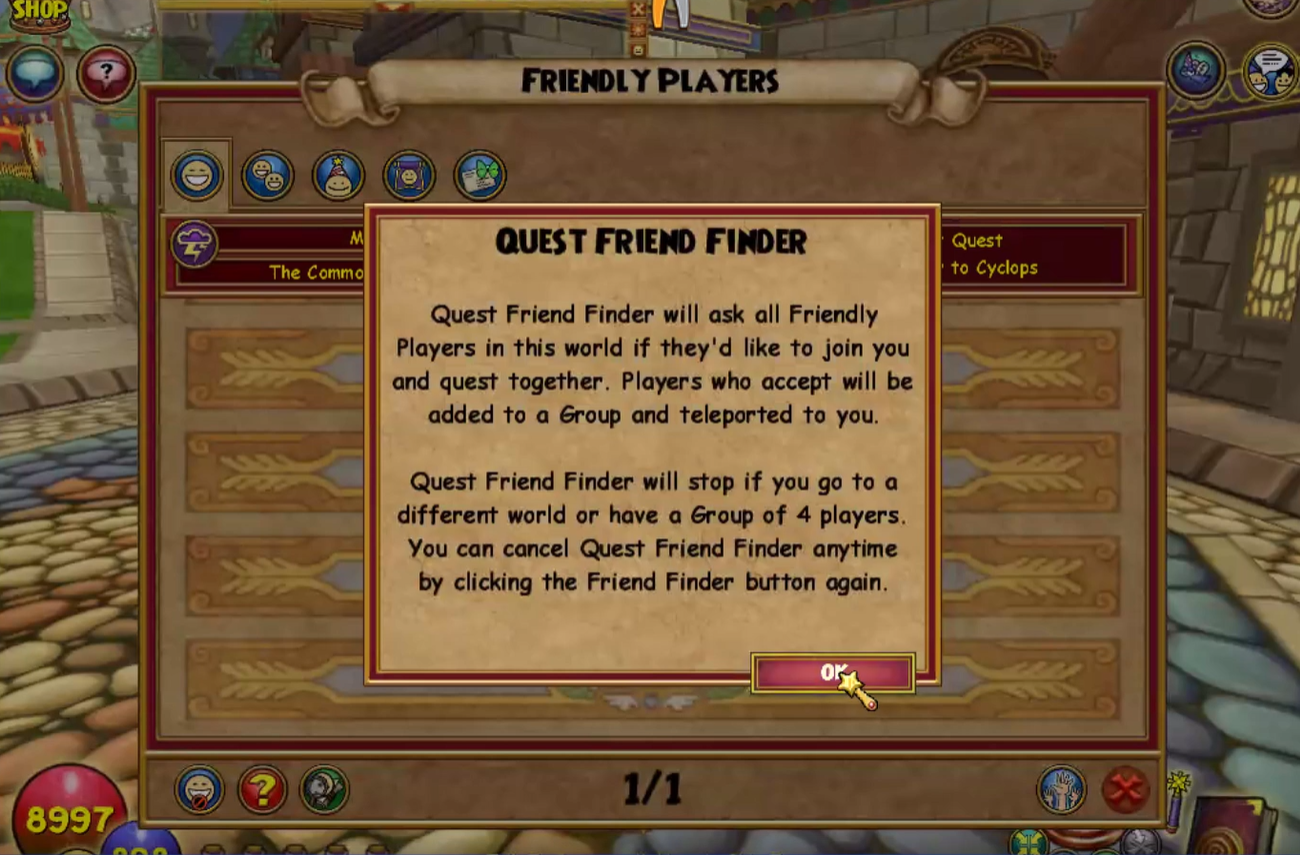 SHOP
FRIENDLY PLAYERS
QUEST FRIEND FINDER
Quest
The Commo
to Cyclops
Quest Friend Finder will ask all Friendly
Players in this world if they'd like to join you
and quest together. Players who accept will be
added to a Group and teleported to you.
Quest Friend Finder will stop if you go to a
different world or have a Group of 4 players.
You can cancel Quest Friend Finder anytime
by clicking the Friend Finder button again.
OK
1/1
8997